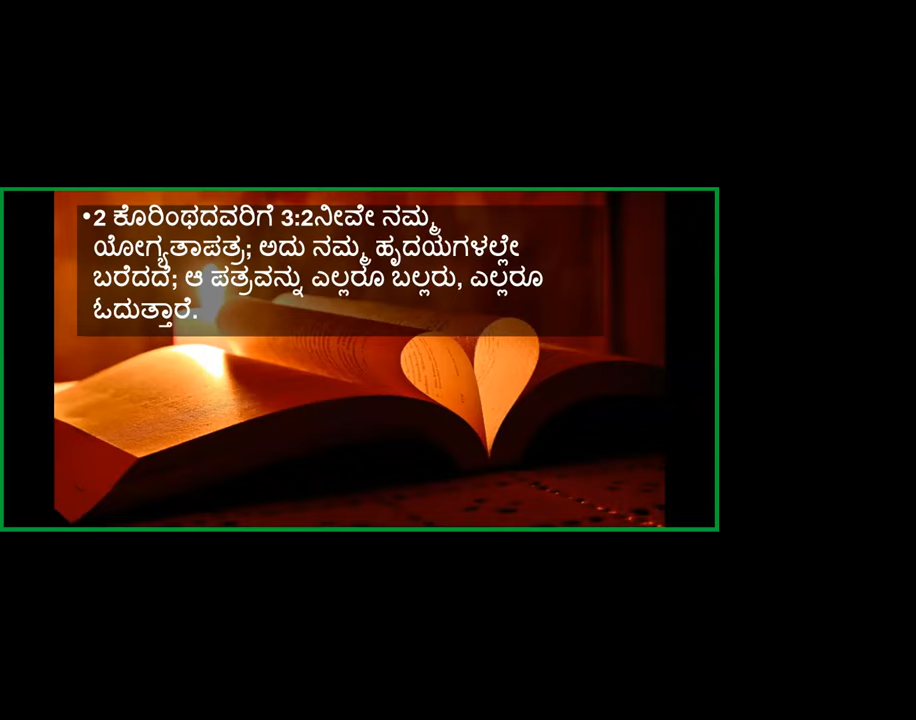 •2 ಕೊರಿಂಥದವರಿಗೆ 3:2ನೀವೇ ನಮ್ಮ
ಯೋಗ್ಯತಾಪತ್ರ; ಅದು ನಮ್ಮ ಹೃದಯಗಳಲ್ಲೇ
ಬರೆದದೆ; ಆ ಪತ್ರವನ್ನು ಎಲ್ಲರೂ ಬಲ್ಲರು, ಎಲ್ಲರೂ
ಓದುತ್ತಾರೆ.